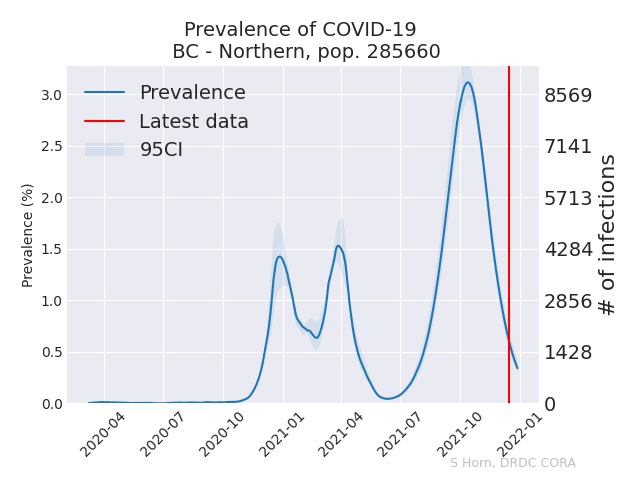 Prevalence of COVID-19
BC - Northern, pop. 285660
Prevalence
Latest data
95CI
Prevalence (%)
3.0
2.5
2.0
1.5
1.0
0.5
0.0
8569
7141
5713
4284
2856
1428
0
# of infections
2020-04
2020-07
2020-10
2021-01
2021-04
2021-07
2021-10
2022-01
S Horn, DRDC CORA